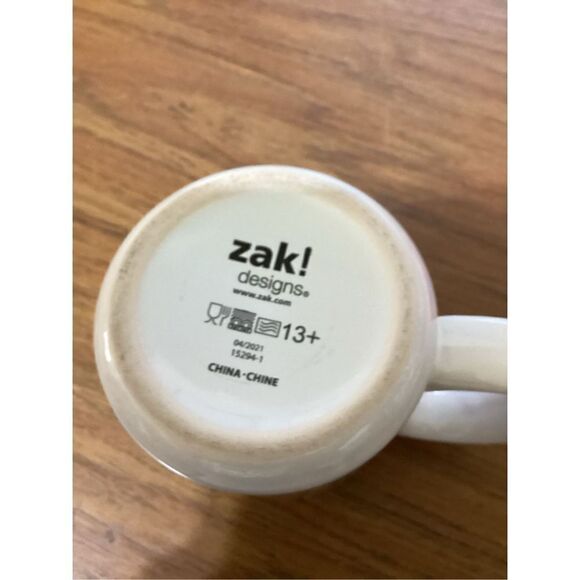 zak!
designs®
www.zak.com
13+
04/2021
15294-1
CHINA·CHINE